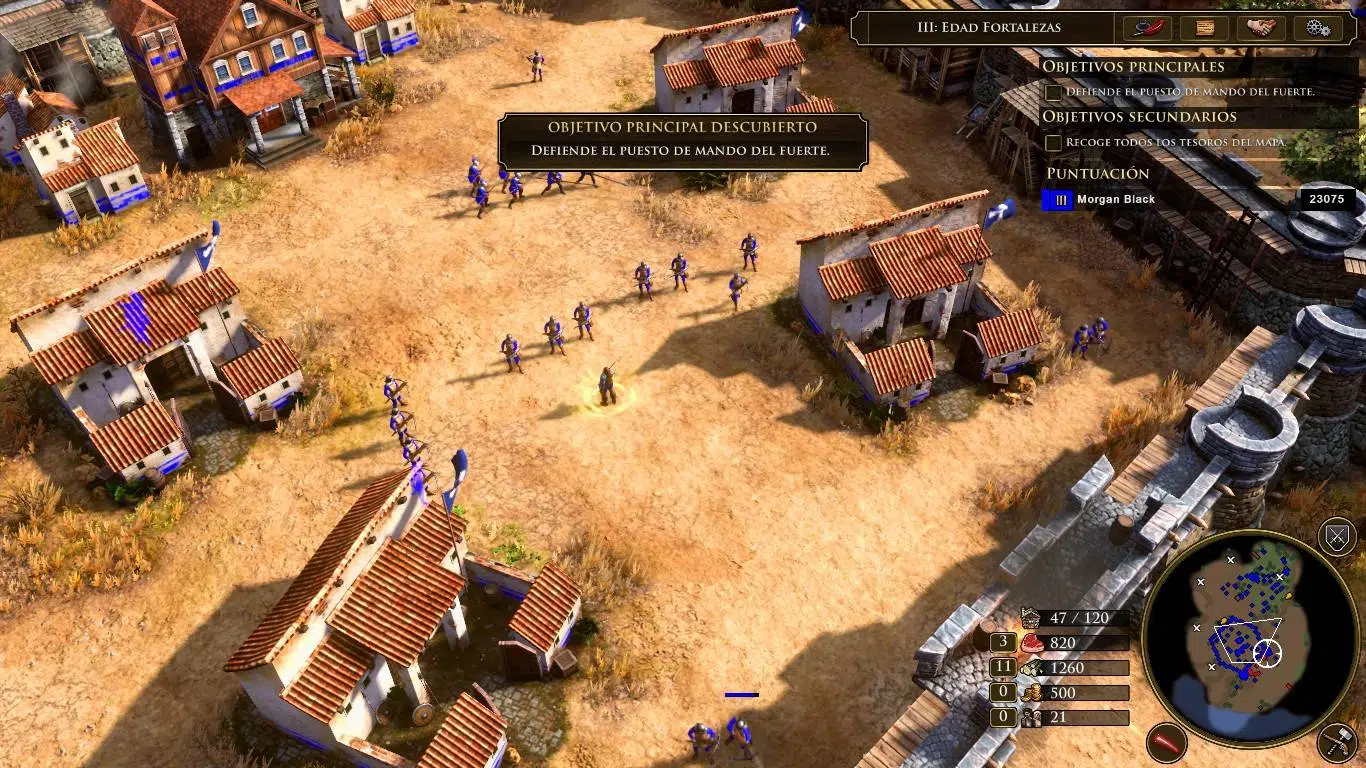 III: Edad Fortalezas
Objetivos principales
Defiende el puesto de mando del fuerte.
Objetivos secundarios
Recoge todos los tesoros del mapa.
Puntuación
III Morgan Black 23075
Objetivo principal descubierto
Defiende el puesto de mando del fuerte.
47 / 120
3 820
11 1260
0 500
0 21